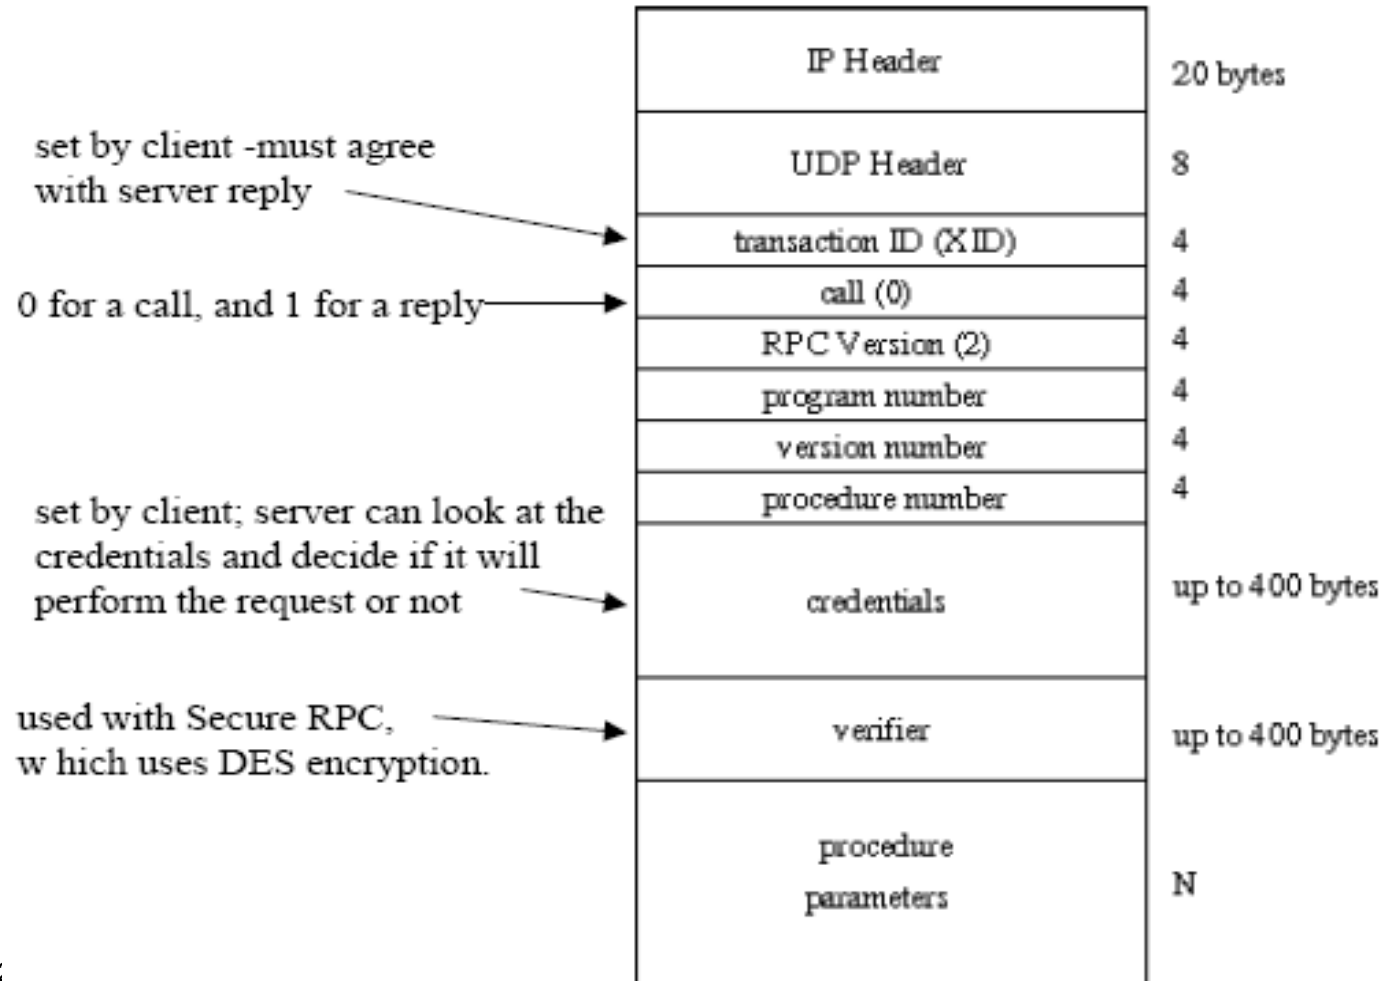 IP Header
20 bytes
set by client -must agree
with server reply
UDP Header
8
transaction ID (XID)
4
0 for a call, and 1 for a reply
call (0)
4
RPC Version (2)
4
program number
4
version number
4
procedure number
4
set by client; server can look at the
credentials and decide if it will
perform the request or not
credentials
up to 400 bytes
used with Secure RPC,
w hich uses DES encryption.
verifier
up to 400 bytes
procedure
parameters
N